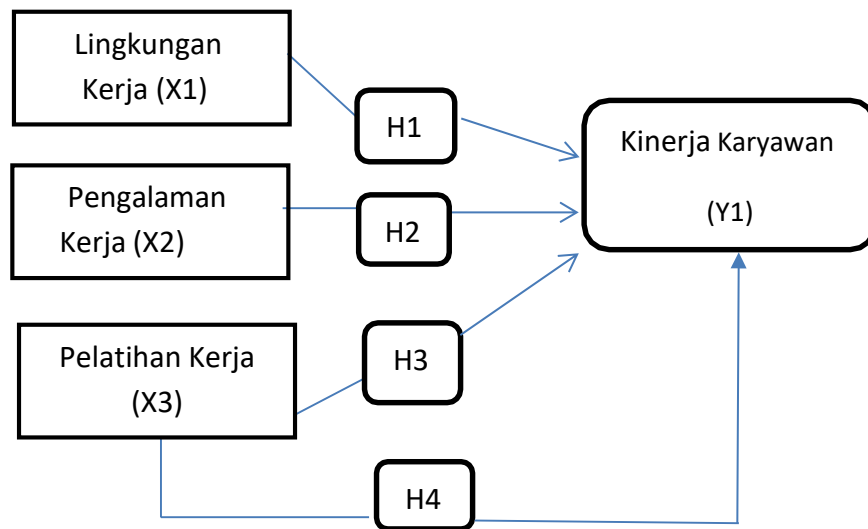 Lingkungan
Kerja (X1)
H1
Kinerja Karyawan
(Y1)
Pengalaman
Kerja (X2)
H2
Pelatihan Kerja
(X3)
H3
H4